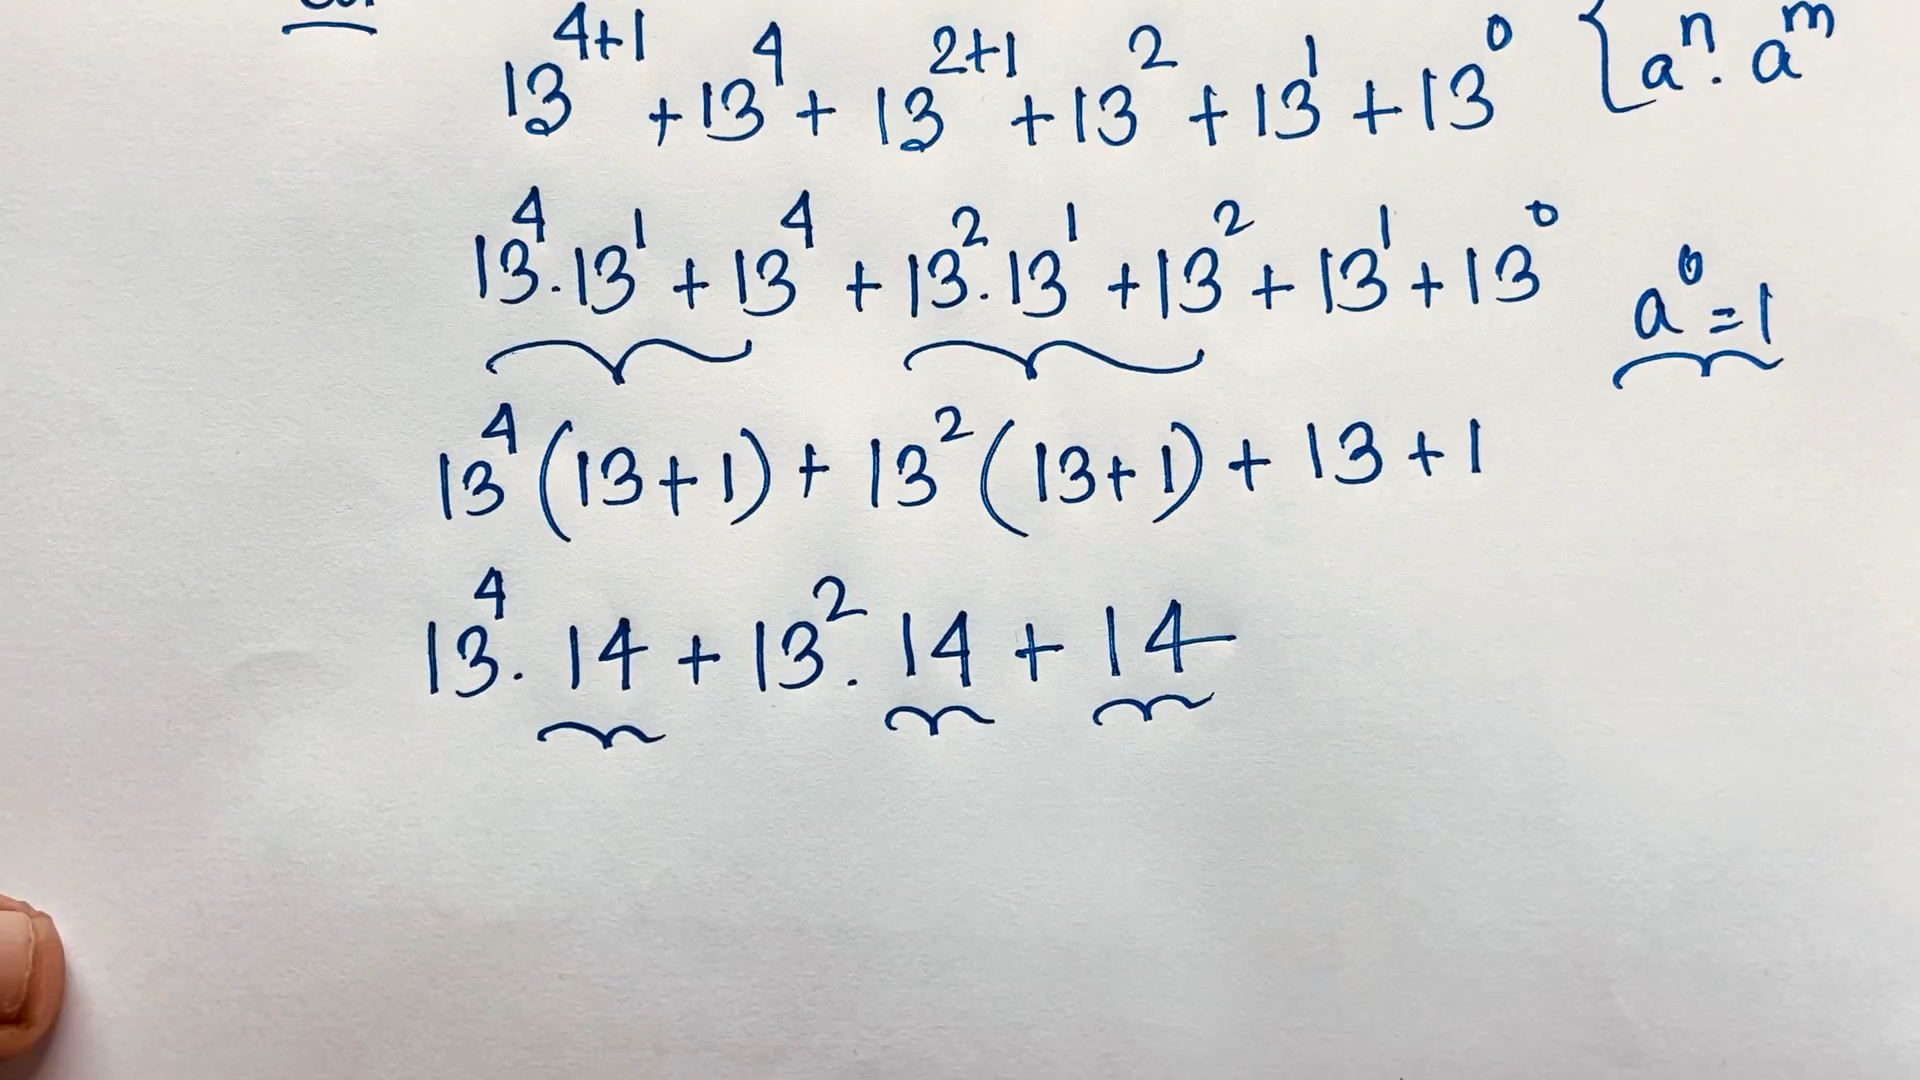 13^{4+1} + 13^4 + 13^{2+1} + 13^2 + 13^1 + 13^0 { a^n . a^m
13^4 . 13^1 + 13^4 + 13^2 . 13^1 + 13^2 + 13^1 + 13^0
a^0 = 1
13^4 (13 + 1) + 13^2 (13 + 1) + 13 + 1
13^4 . 14 + 13^2 . 14 + 14